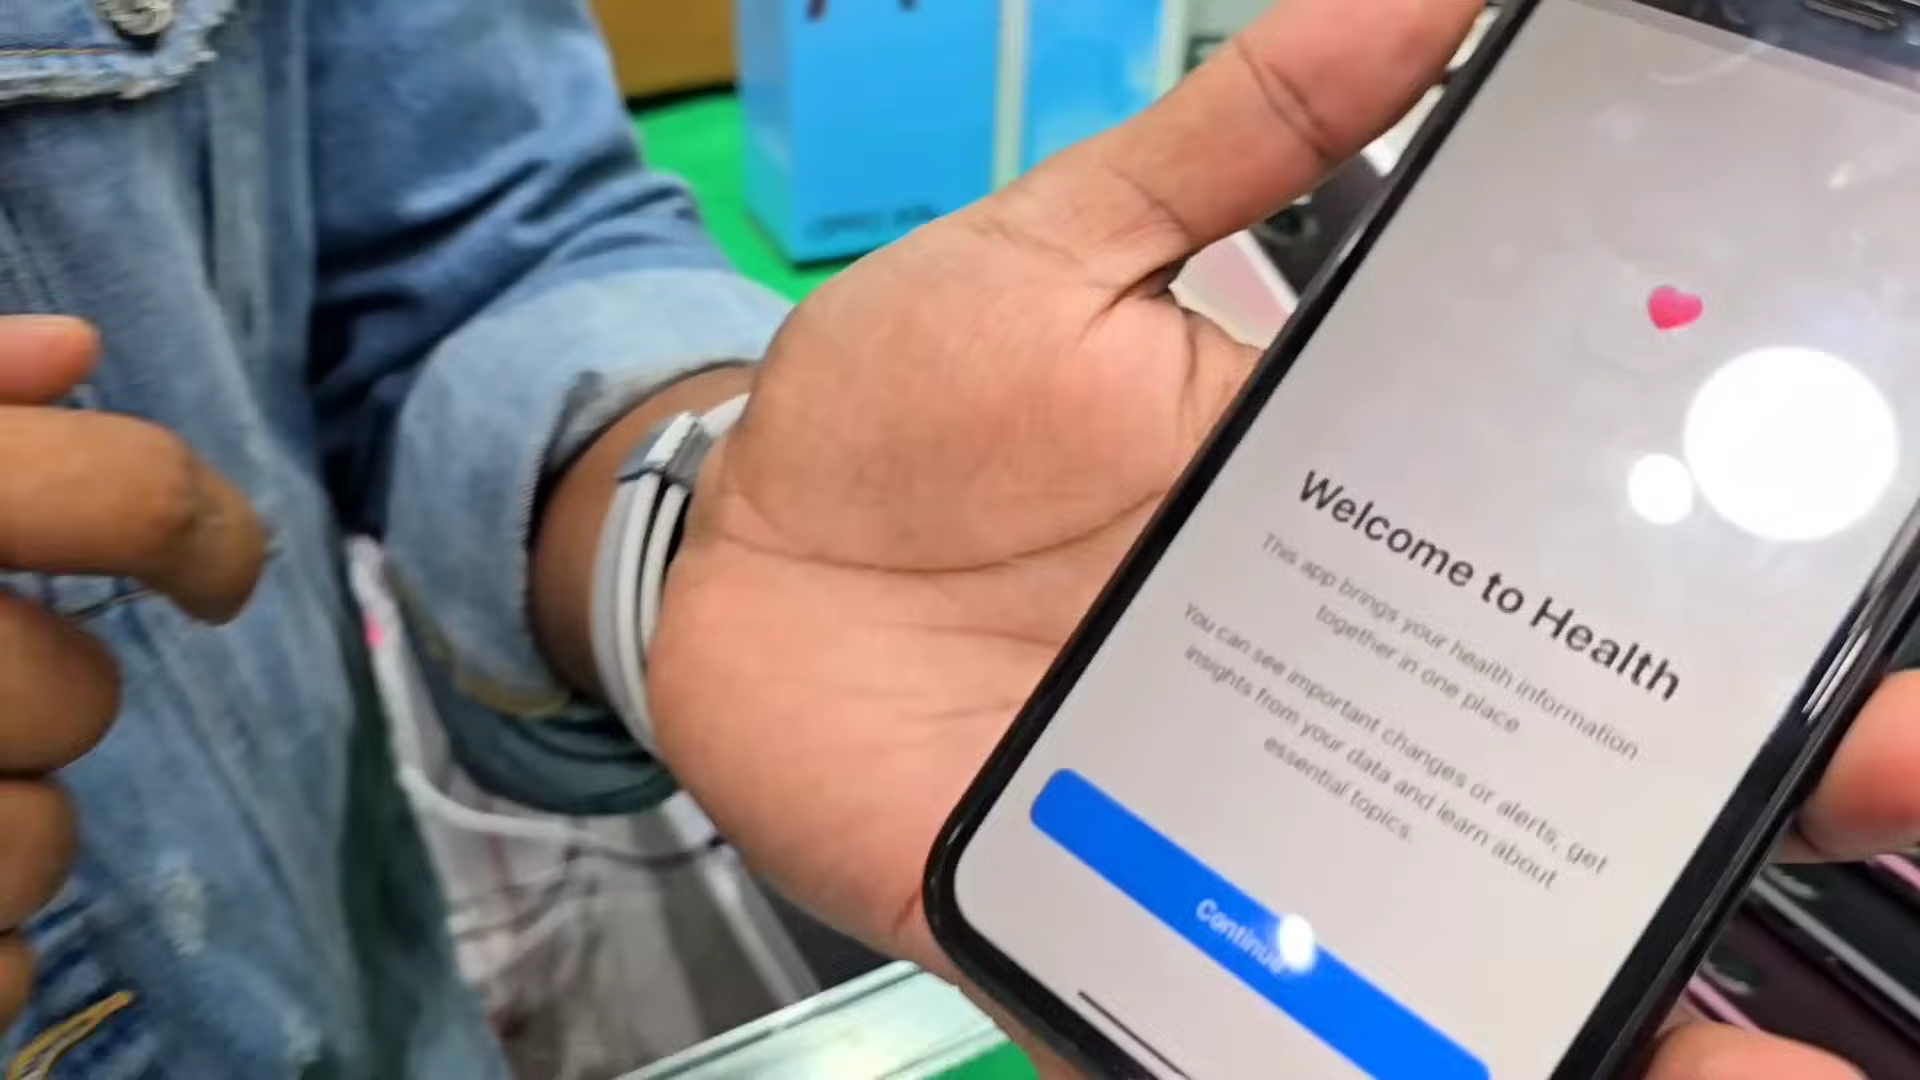 Welcome to Health
This app brings your health information
together in one place
You can see important changes or alerts, get
insights from your data and learn about
essential topics.
Continue